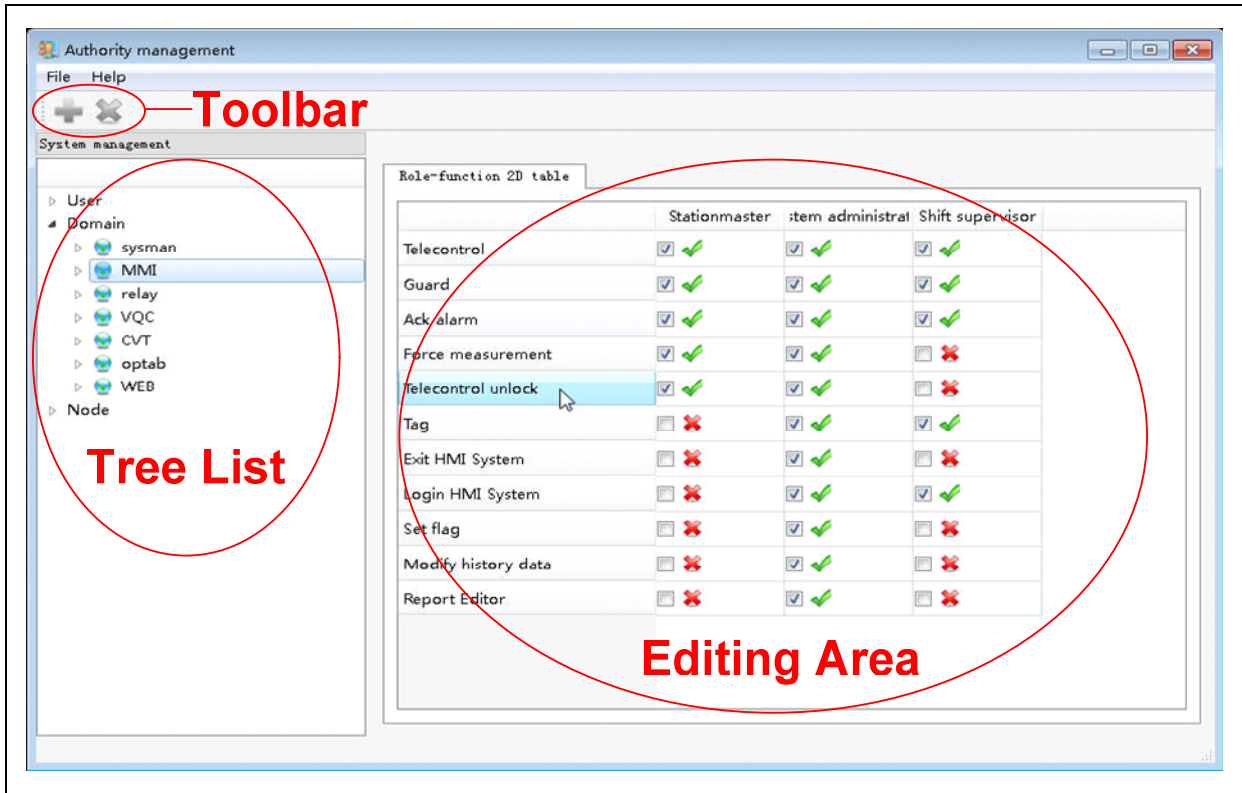 Authority management
File Help
Toolbar
System management
Role-function 2D table
User
Domain
sysman
MMI
relay
VQC
CVT
optab
WEB
Node
Tree List
Stationmaster stem administrat Shift supervisor
Telecontrol
Guard
Ack alarm
Force measurement
Telecontrol unlock
Tag
Exit HMI System
Login HMI System
Set flag
Modify history data
Report Editor
Editing Area